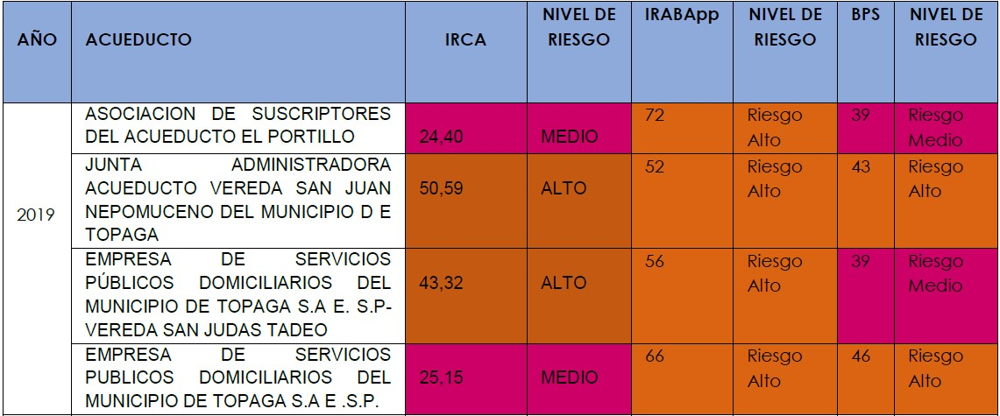 AÑO ACUEDUCTO IRCA NIVEL DE RIESGO IRABApp NIVEL DE RIESGO BPS NIVEL DE RIESGO
2019
ASOCIACION DE SUSCRIPTORES
DEL ACUEDUCTO EL PORTILLO
24,40 MEDIO 72 Riesgo Alto 39 Riesgo Medio
JUNTA ADMINISTRADORA
ACUEDUCTO VEREDA SAN JUAN
NEPOMUCENO DEL MUNICIPIO D E
TOPAGA
50,59 ALTO 52 Riesgo Alto 43 Riesgo Alto
EMPRESA DE SERVICIOS
PÚBLICOS DOMICILIARIOS DEL
MUNICIPIO DE TOPAGA S.A E. S.P-
VEREDA SAN JUDAS TADEO
43,32 ALTO 56 Riesgo Alto 39 Riesgo Medio
EMPRESA DE SERVICIOS
PUBLICOS DOMICILIARIOS DEL
MUNICIPIO DE TOPAGA S.A E .S.P.
25,15 MEDIO 66 Riesgo Alto 46 Riesgo Alto